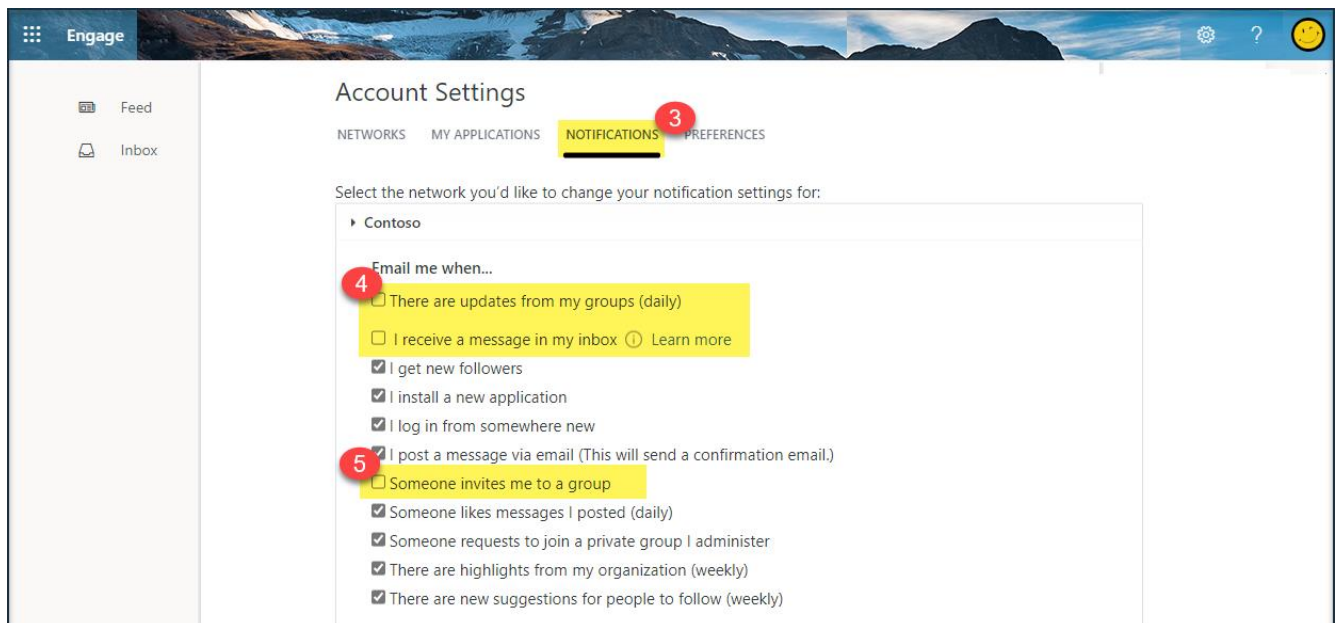 Engage
?
Feed
Inbox
Account Settings
3
NETWORKS MY APPLICATIONS NOTIFICATIONS PREFERENCES
Select the network you'd like to change your notification settings for:
Contoso
Email me when...
4
There are updates from my groups (daily)
I receive a message in my inbox Learn more
I get new followers
I install a new application
I log in from somewhere new
I post a message via email (This will send a confirmation email.)
5
Someone invites me to a group
Someone likes messages I posted (daily)
Someone requests to join a private group I administer
There are highlights from my organization (weekly)
There are new suggestions for people to follow (weekly)